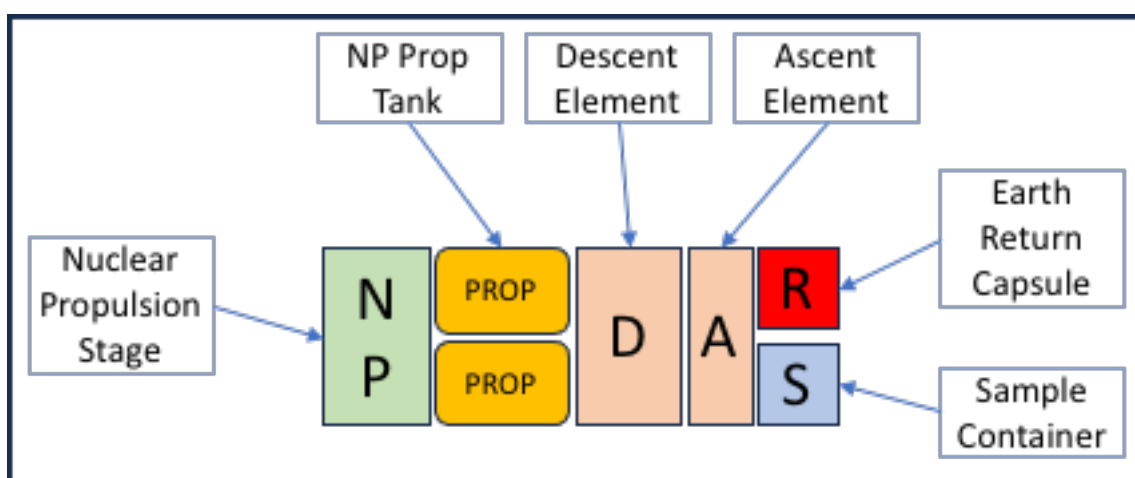 NP Prop
Tank
Descent
Element
Ascent
Element
Earth
Return
Capsule
Nuclear
Propulsion
Stage
N
P
PROP
PROP
D
A
R
S
Sample
Container